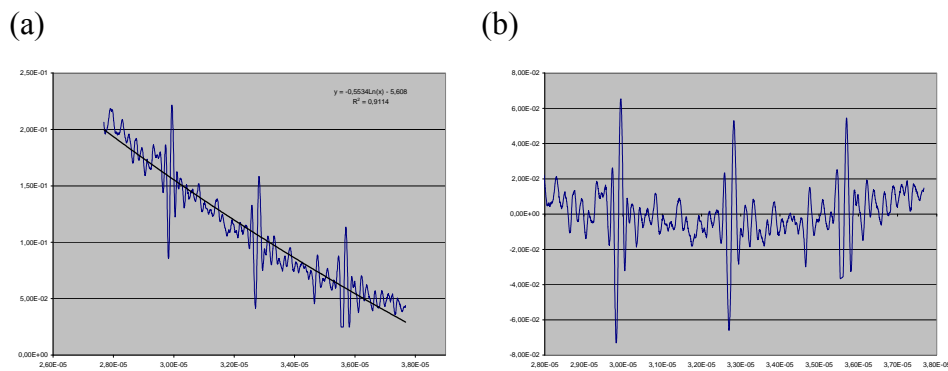 (a)
(b)
2,50E-01
y = -0,5534Ln(x) - 5,608
R² = 0,9114
2,00E-01
1,50E-01
1,00E-01
5,00E-02
0,00E+00
2,60E-05 2,80E-05 3,00E-05 3,20E-05 3,40E-05 3,60E-05 3,80E-05
8,00E-02
6,00E-02
4,00E-02
2,00E-02
0,00E+00
-2,00E-02
-4,00E-02
-6,00E-02
-8,00E-02
2,80E-05 2,90E-05 3,00E-05 3,10E-05 3,20E-05 3,30E-05 3,40E-05 3,50E-05 3,60E-05 3,70E-05 3,80E-05